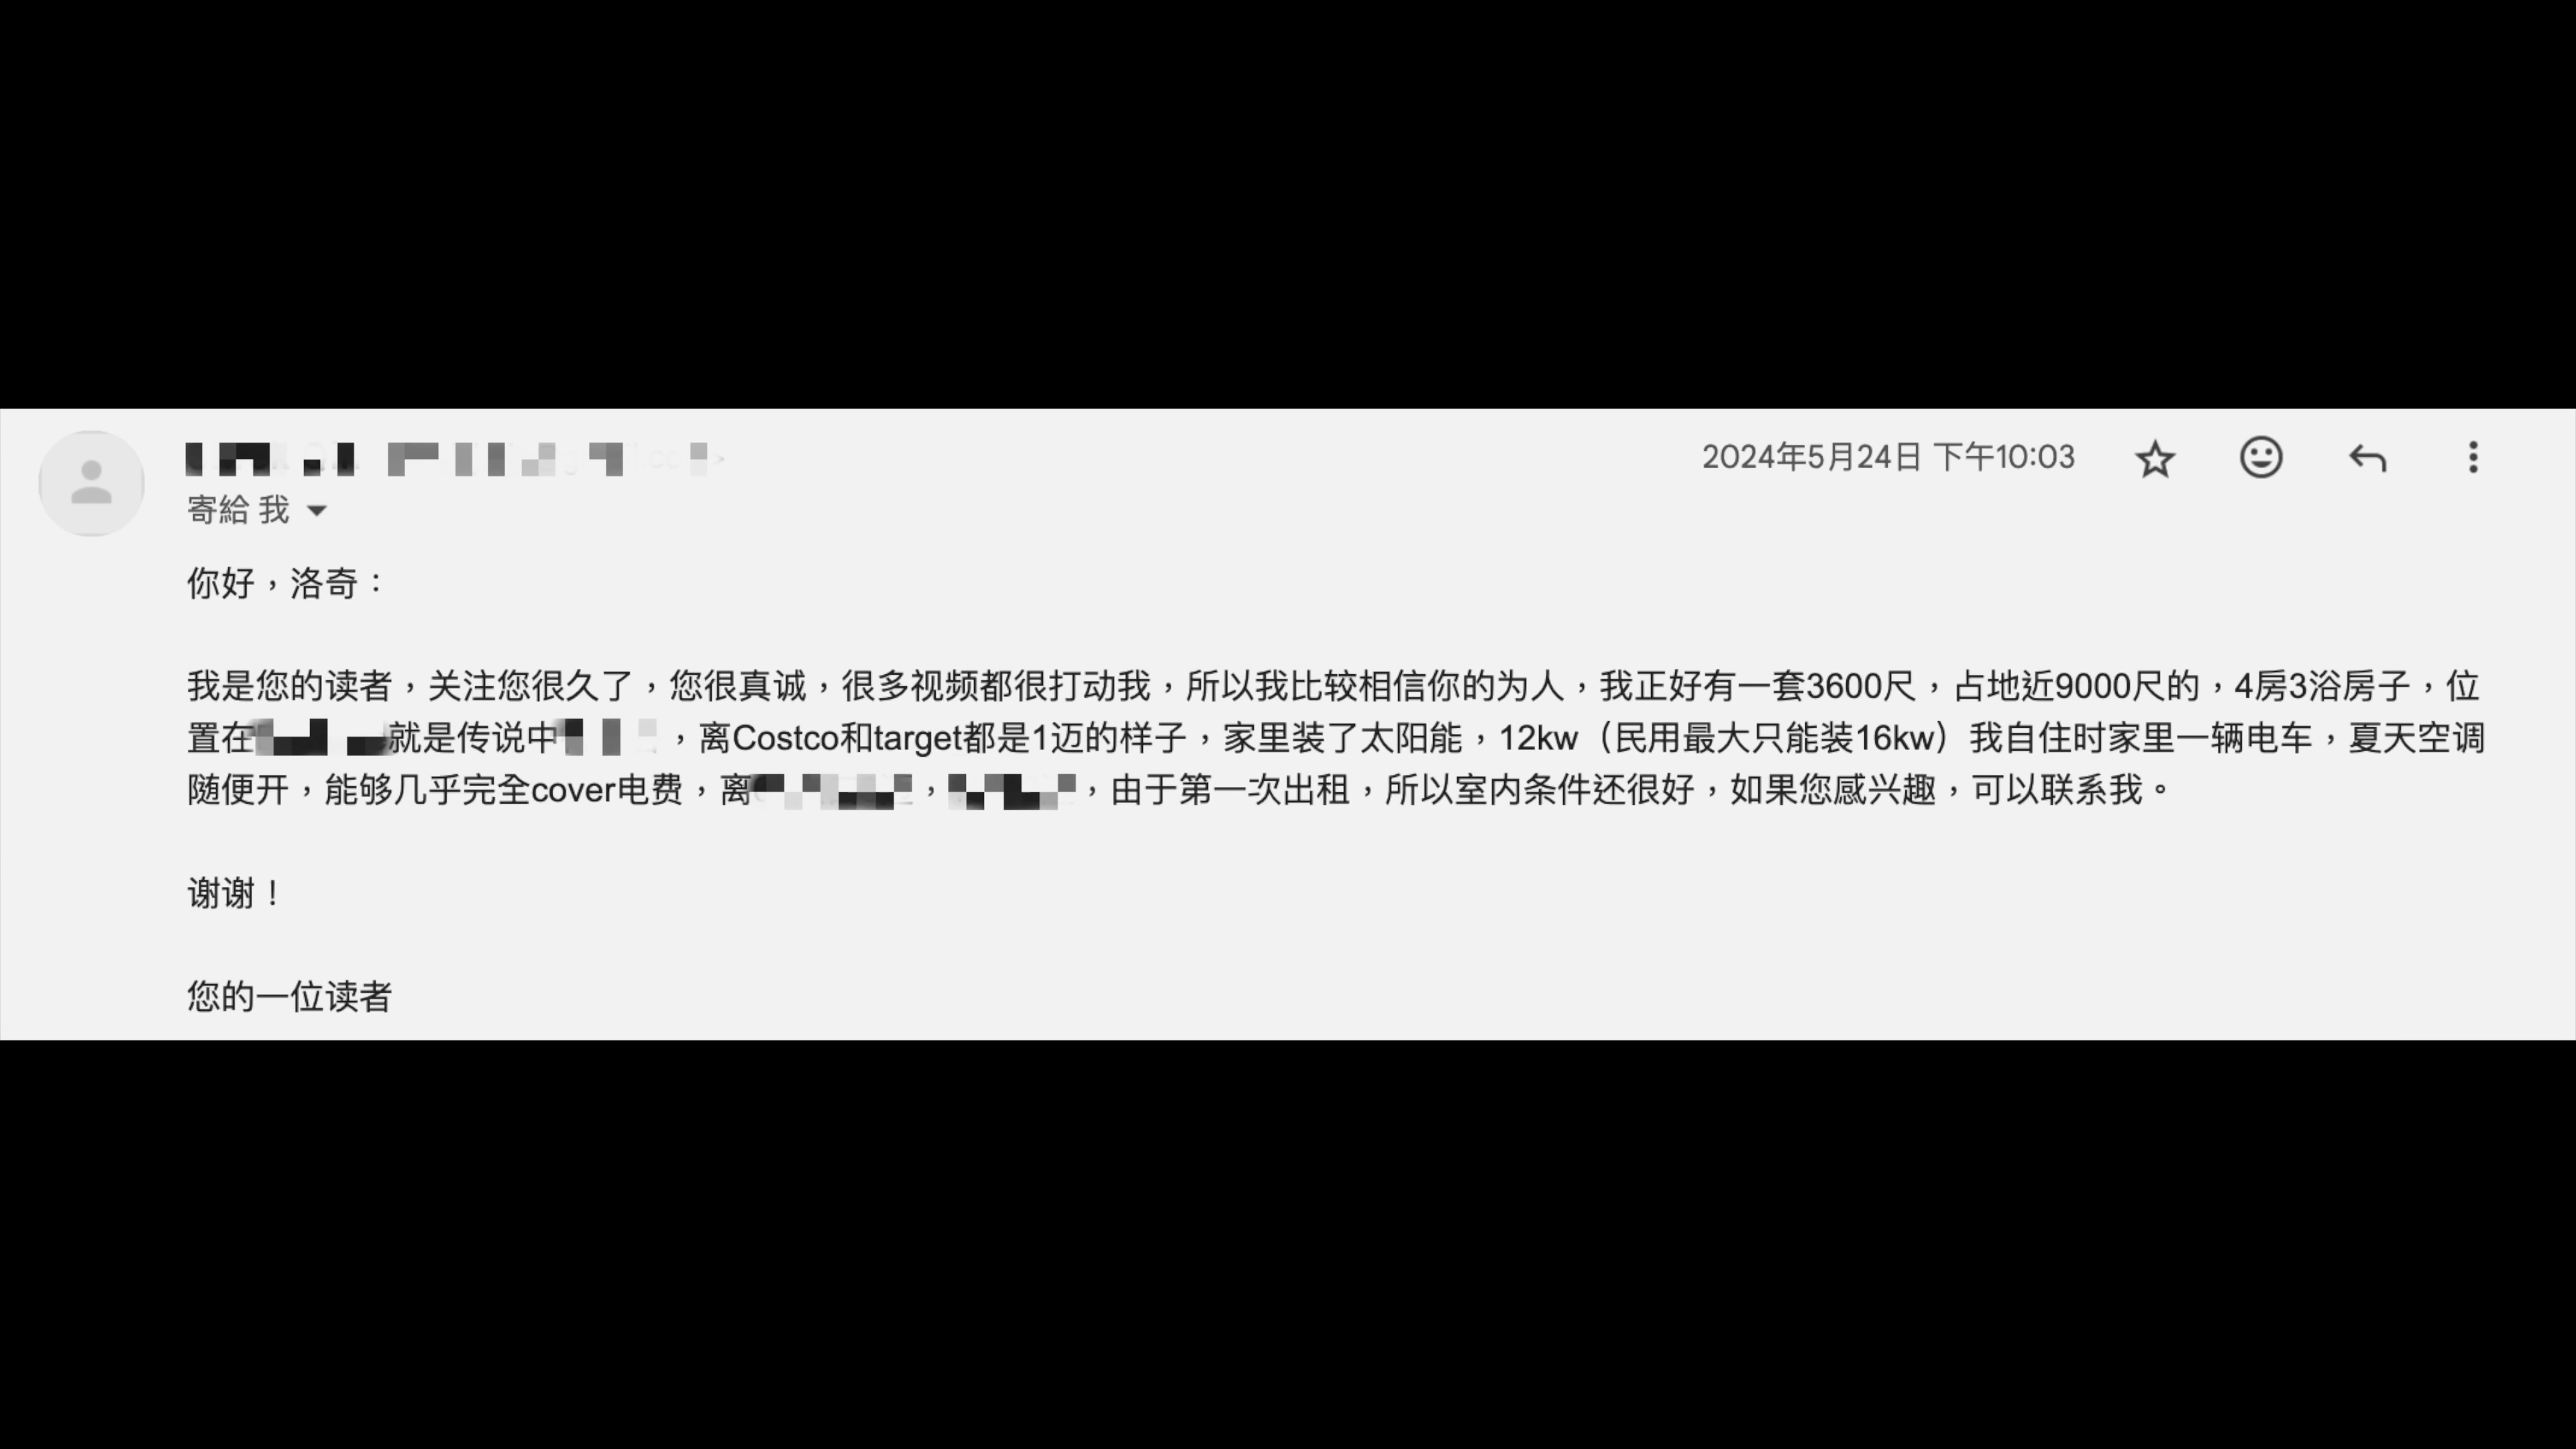 2024年5月24日 下午10:03
寄給 我
你好，洛奇：
我是您的读者，关注您很久了，您很真诚，很多视频都很打动我，所以我比较相信你的为人，我正好有一套3600尺，占地近9000尺的，4房3浴房子，位
置在 就是传说中 ，离Costco和target都是1迈的样子，家里装了太阳能，12kw（民用最大只能装16kw）我自住时家里一辆电车，夏天空调
随便开，能够几乎完全cover电费，离 ， ，由于第一次出租，所以室内条件还很好，如果您感兴趣，可以联系我。
谢谢！
您的一位读者